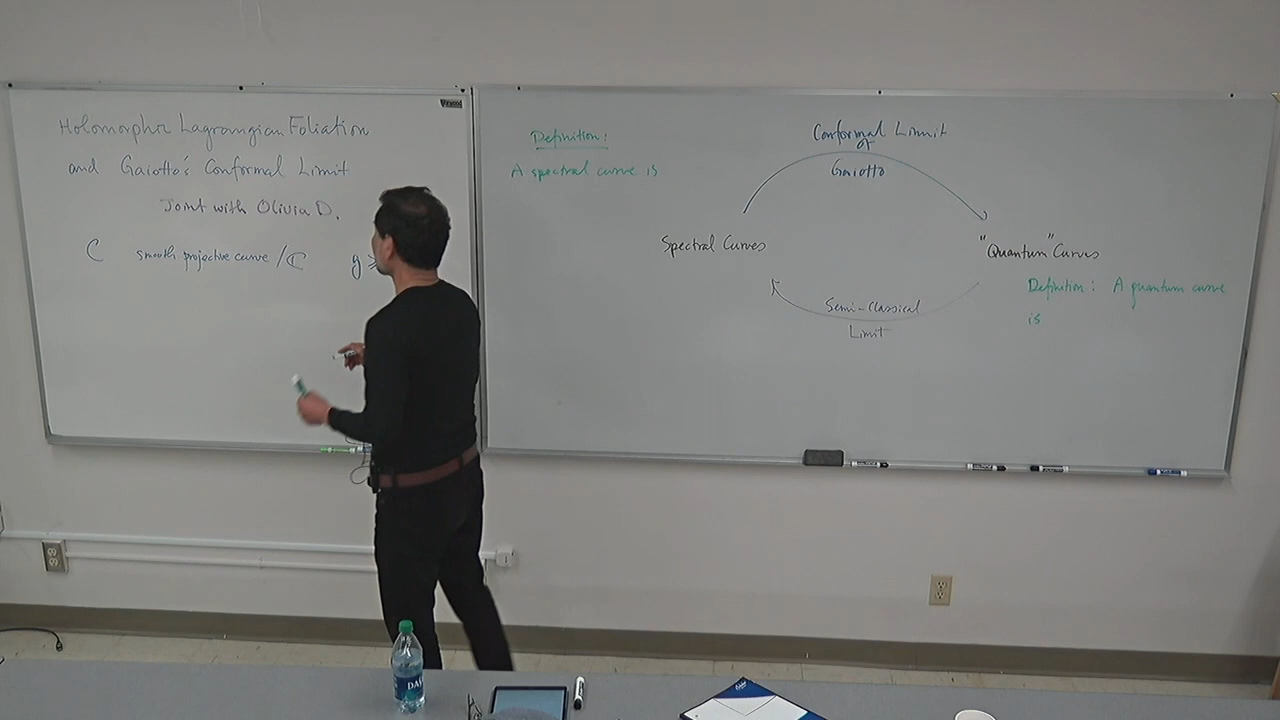 Holomorphic Lagrangian Foliation
and Gaiotto's Conformal Limit
Joint with Olivia D.
C smooth projective curve /ℂ g ≥
Definition:
A spectral curve is
Conformal Limit
of
Gaiotto
Spectral Curves
"Quantum" Curves
Semi-Classical
Limit
Definition: A quantum curve
is